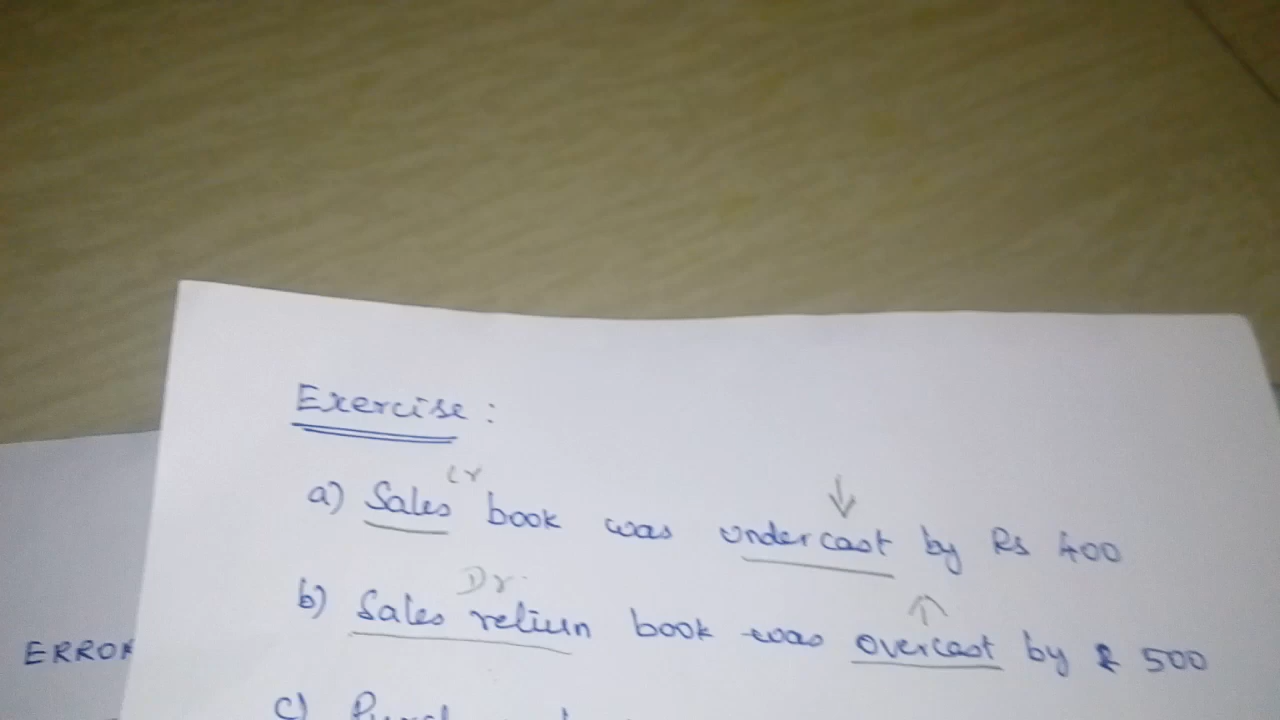 Exercise :
Cr
a) Sales book was undercast by Rs 400
Dr.
b) Sales return book was overcast by ₹ 500
ERROR
c)